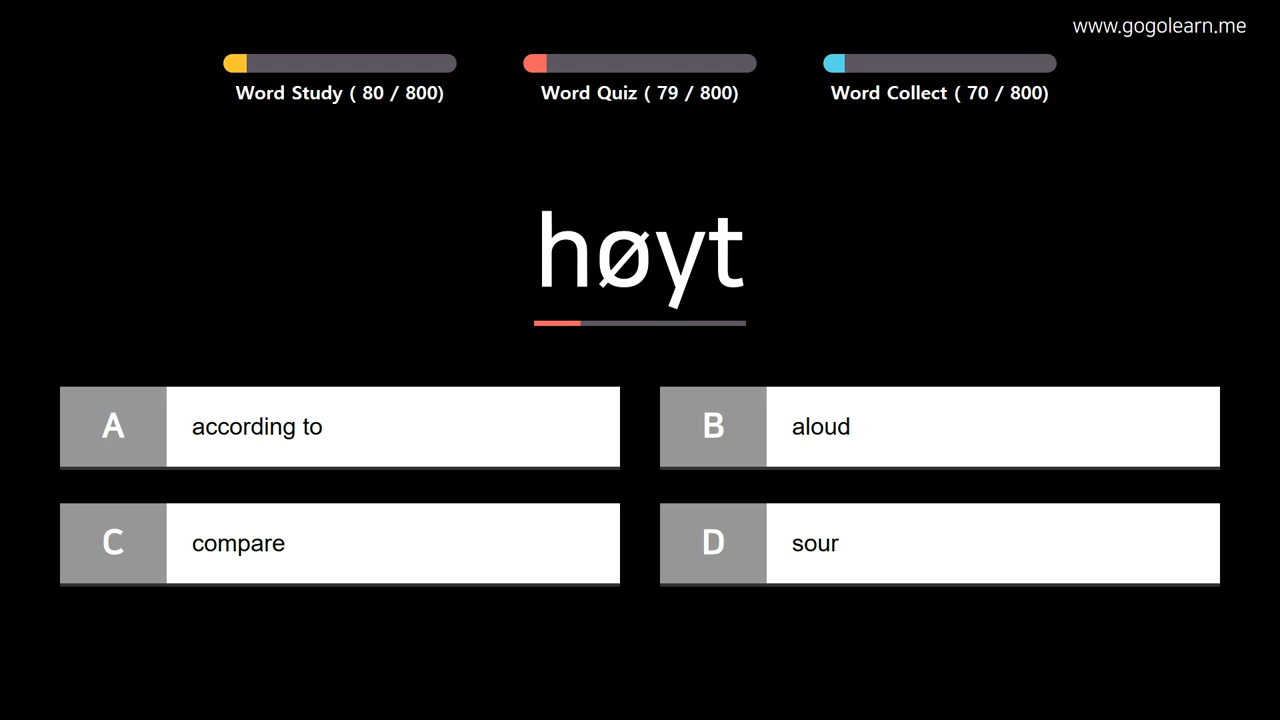 www.gogolearn.me
Word Study ( 80 / 800)
Word Quiz ( 79 / 800)
Word Collect ( 70 / 800)
høyt
A
according to
B
aloud
C
compare
D
sour